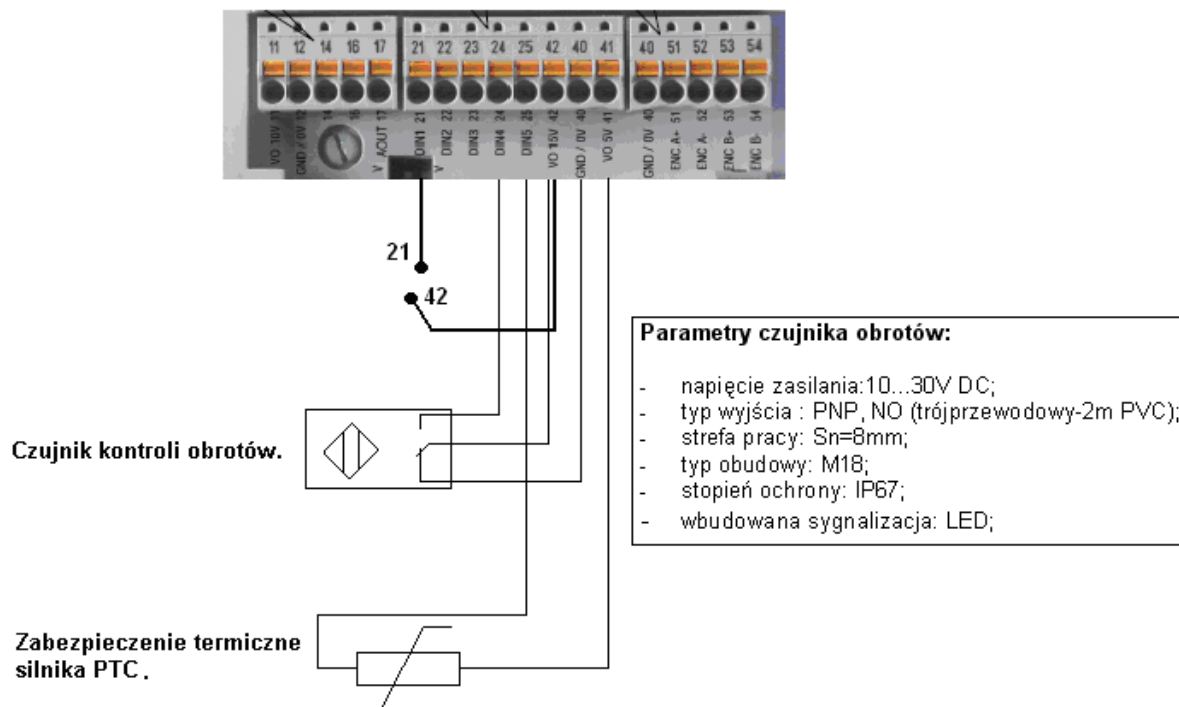 11 12 14 16 17 21 22 23 24 25 42 40 41 40 51 52 53 54
VO 10V 11
GND / 0V 12
14
16
AOUT 17
V
DIN1 21
V
DIN2 22
DIN3 23
DIN4 24
DIN5 25
VO 15V 42
GND / 0V 40
VO 5V 41
GND / 0V 40
ENC A+ 51
ENC A- 52
ENC B+ 53
ENC B- 54
21
42
Parametry czujnika obrotów:
- napięcie zasilania:10...30V DC;
- typ wyjścia : PNP, NO (trójprzewodowy-2m PVC);
- strefa pracy: Sn=8mm;
- typ obudowy: M18;
- stopień ochrony: IP67;
- wbudowana sygnalizacja: LED;
Czujnik kontroli obrotów.
Zabezpieczenie termiczne
silnika PTC.